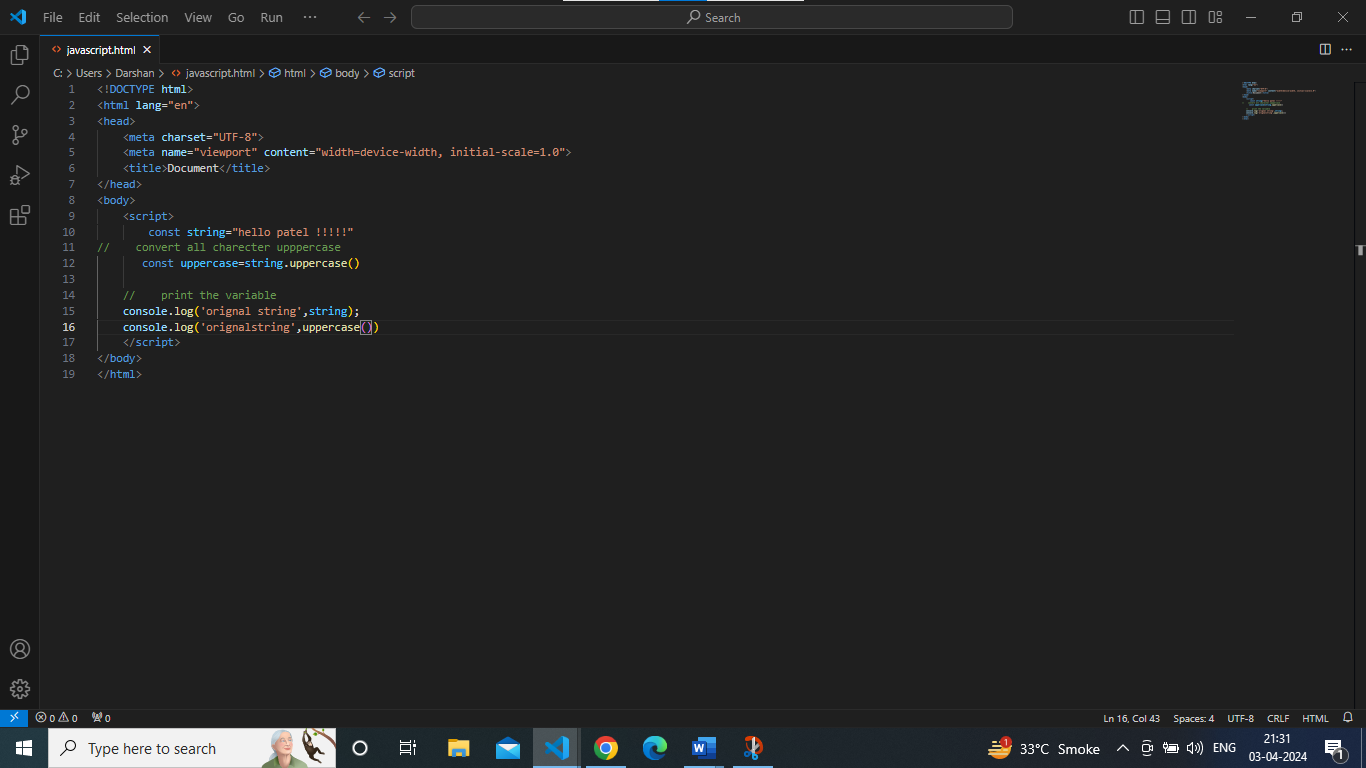 File Edit Selection View Go Run ··· Search
javascript.html
C: > Users > Darshan > javascript.html > html > body > script
1 <!DOCTYPE html>
2 <html lang="en">
3 <head>
4     <meta charset="UTF-8">
5     <meta name="viewport" content="width=device-width, initial-scale=1.0">
6     <title>Document</title>
7 </head>
8 <body>
9     <script>
10         const string="hello patel !!!!!"
11 //    convert all charecter upppercase
12        const uppercase=string.uppercase()
13
14     //    print the variable
15     console.log('orignal string',string);
16     console.log('orignalstring',uppercase())
17     </script>
18 </body>
19 </html>
0 0 0 Ln 16, Col 43 Spaces: 4 UTF-8 CRLF HTML
Type here to search 1 33°C Smoke ENG 21:31 1
03-04-2024